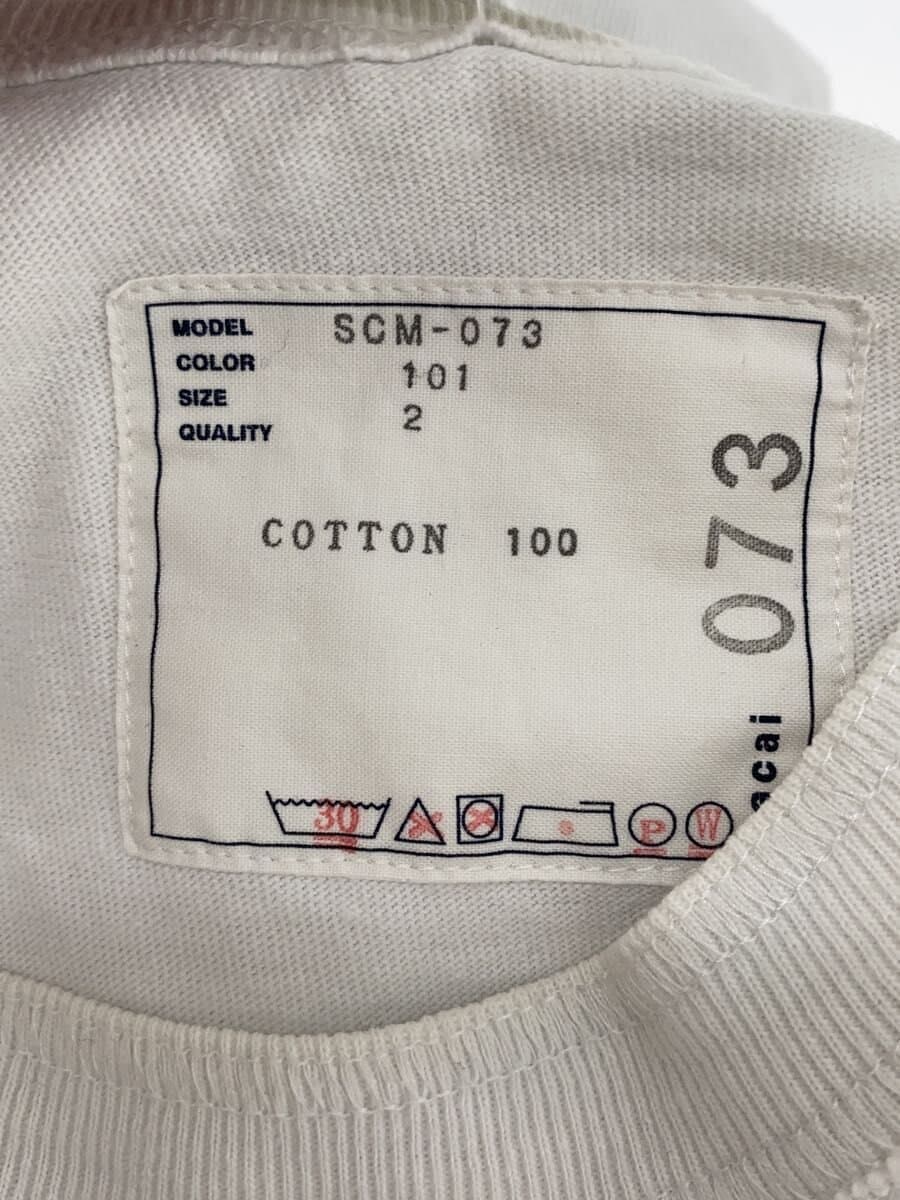 MODEL SCM-073
COLOR 101
SIZE 2
QUALITY
COTTON 100
073
30
P
W